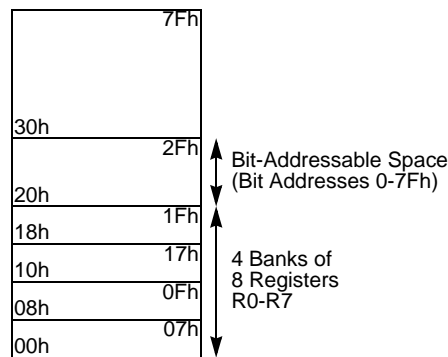 7Fh
30h
2Fh
Bit-Addressable Space
(Bit Addresses 0-7Fh)
20h
1Fh
18h
17h
4 Banks of
8 Registers
R0-R7
10h
0Fh
08h
07h
00h